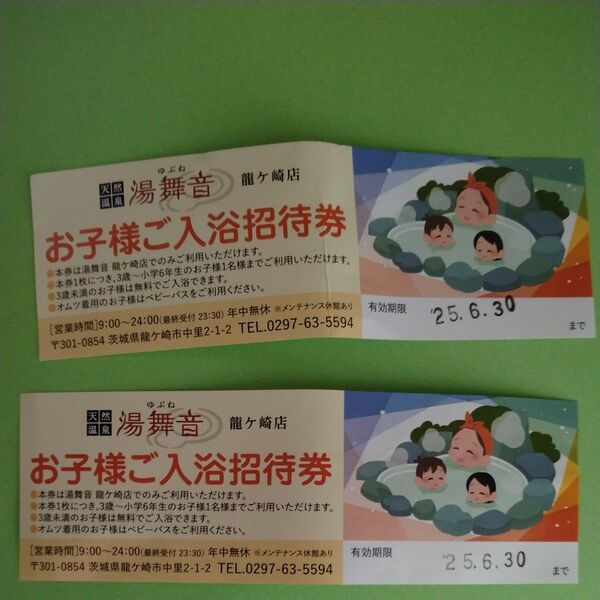 ゆぶね
天然温泉 湯舞音 龍ケ崎店
お子様ご入浴招待券
●本券は湯舞音 龍ケ崎店でのみご利用いただけます。
●本券1枚につき、3歳～小学6年生のお子様1名様までご利用いただけます。
●3歳未満のお子様は無料でご入浴できます。
●オムツ着用のお子様はベビーバスをご利用ください。
[営業時間]9:00～24:00(最終受付 23:30) 年中無休 ※メンテナンス休館あり
〒301-0854 茨城県龍ケ崎市中里2-1-2 TEL.0297-63-5594
有効期限 '25.6.30 まで
ゆぶね
天然温泉 湯舞音 龍ケ崎店
お子様ご入浴招待券
●本券は湯舞音 龍ケ崎店でのみご利用いただけます。
●本券1枚につき、3歳～小学6年生のお子様1名様までご利用いただけます。
●3歳未満のお子様は無料でご入浴できます。
●オムツ着用のお子様はベビーバスをご利用ください。
[営業時間]9:00～24:00(最終受付 23:30) 年中無休 ※メンテナンス休館あり
〒301-0854 茨城県龍ケ崎市中里2-1-2 TEL.0297-63-5594
有効期限 '25.6.30 まで